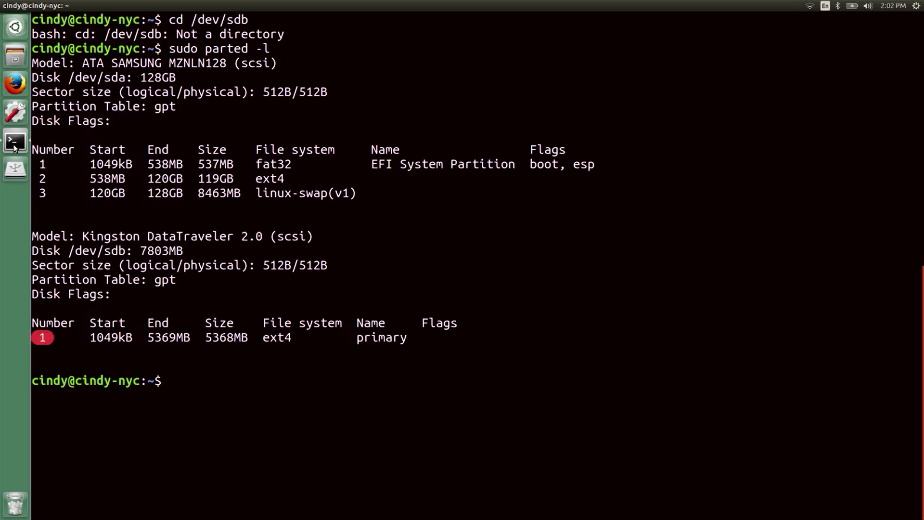 cindy@cindy-nyc: ~
En
2:02 PM
cindy@cindy-nyc:~$ cd /dev/sdb
bash: cd: /dev/sdb: Not a directory
cindy@cindy-nyc:~$ sudo parted -l
Model: ATA SAMSUNG MZNLN128 (scsi)
Disk /dev/sda: 128GB
Sector size (logical/physical): 512B/512B
Partition Table: gpt
Disk Flags:
Number Start End Size File system Name Flags
1 1049kB 538MB 537MB fat32 EFI System Partition boot, esp
2 538MB 120GB 119GB ext4
3 120GB 128GB 8463MB linux-swap(v1)
Model: Kingston DataTraveler 2.0 (scsi)
Disk /dev/sdb: 7803MB
Sector size (logical/physical): 512B/512B
Partition Table: gpt
Disk Flags:
Number Start End Size File system Name Flags
1 1049kB 5369MB 5368MB ext4 primary
cindy@cindy-nyc:~$